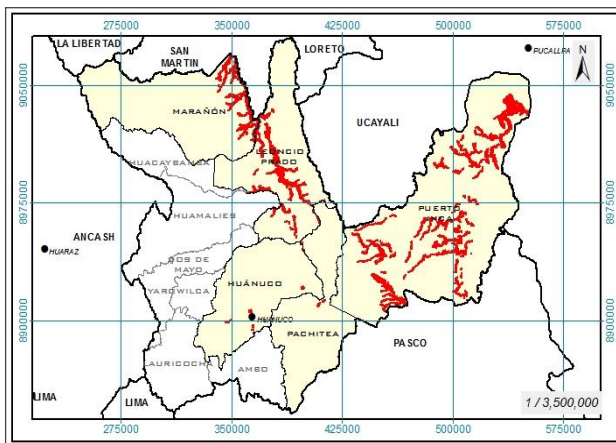 275000
350000
425000
500000
575000
LA LIBERTAD
SAN
MARTIN
LORETO
PUCALLPA
N
9050000
9050000
MARAÑÓN
UCAYALI
HUACAYBAMBA
LEONCIO
PRADO
8975000
8975000
HUAMALIES
PUERTO
INCA
ANCASH
HUARAZ
DOS DE
MAYO
YAROWILCA
HUÁNUCO
HUANUCO
8900000
8900000
PACHITEA
PASCO
LAURICOCHA
AMBO
LIMA
LIMA
1 / 3,500,000
275000
350000
425000
500000
575000